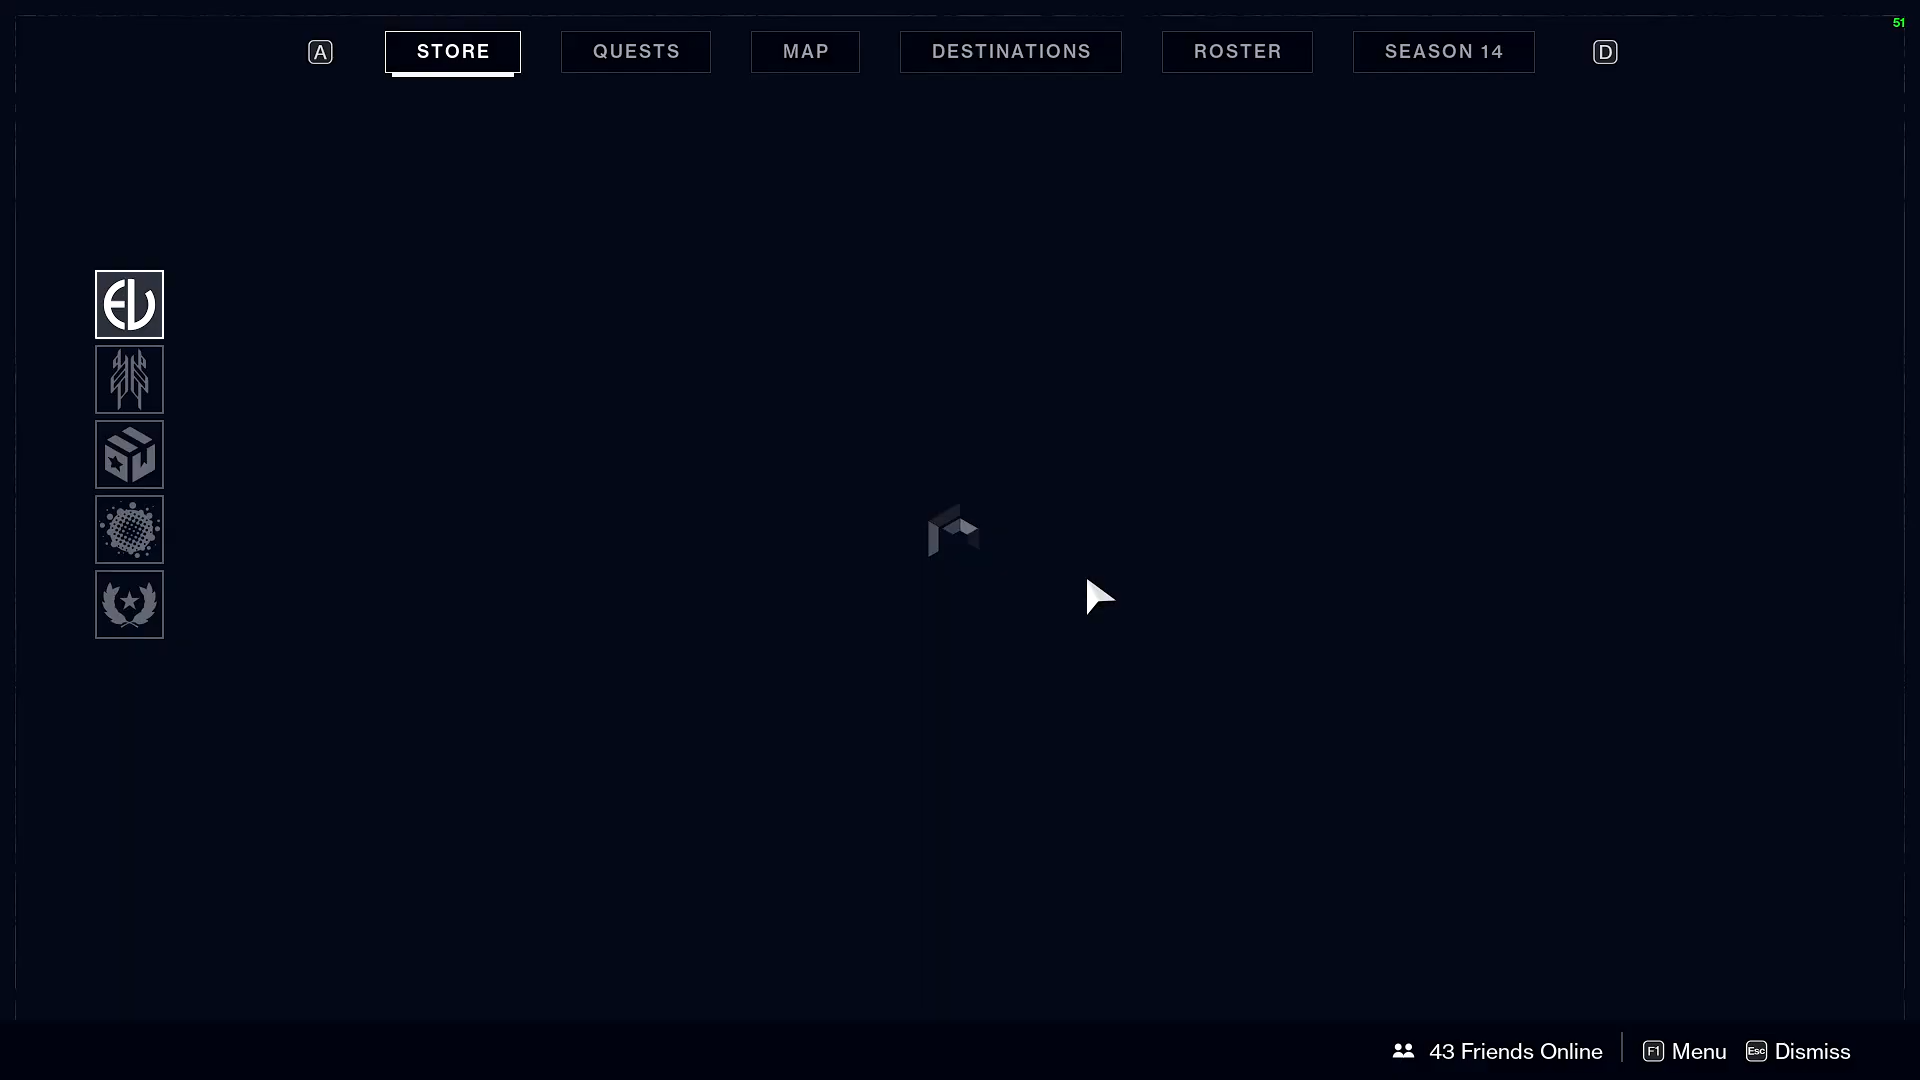 51
A
STORE
QUESTS
MAP
DESTINATIONS
ROSTER
SEASON 14
D
43 Friends Online
F1 Menu
Esc Dismiss